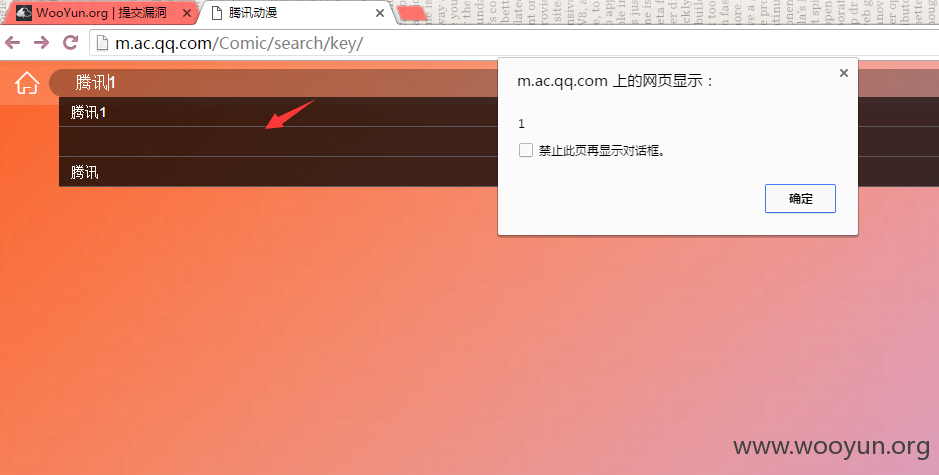 WooYun.org | 提交漏洞
腾讯动漫
m.ac.qq.com/Comic/search/key/
腾讯1
腾讯1
腾讯
m.ac.qq.com 上的网页显示：
1
禁止此页再显示对话框。
确定
www.wooyun.org